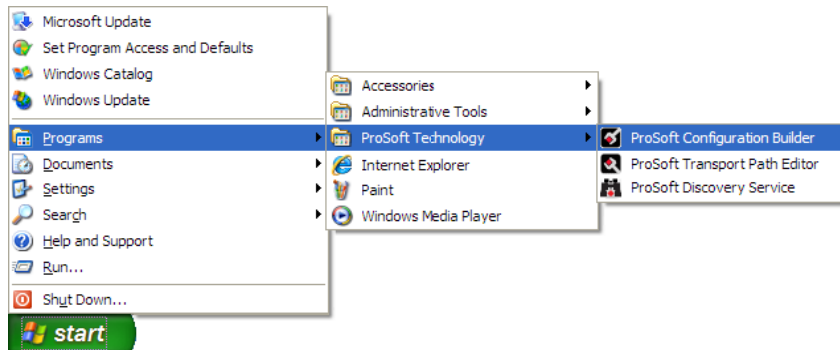 Microsoft Update
Set Program Access and Defaults
Windows Catalog
Windows Update
Programs
Documents
Settings
Search
Help and Support
Run...
Shut Down...
start
Accessories
Administrative Tools
ProSoft Technology
Internet Explorer
Paint
Windows Media Player
ProSoft Configuration Builder
ProSoft Transport Path Editor
ProSoft Discovery Service